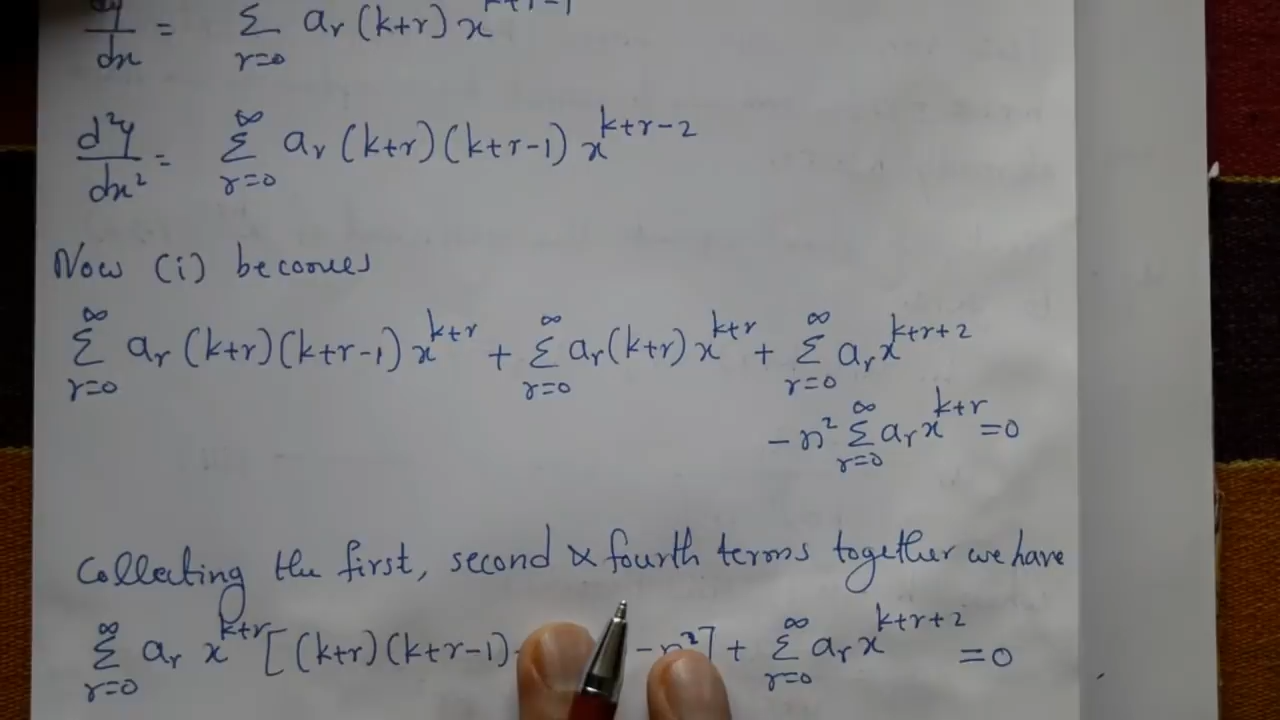 dy/dx = Σ_{r=0} a_r (k+r) x^{k+r-1}
d²y/dx² = Σ_{r=0}^{∞} a_r (k+r)(k+r-1) x^{k+r-2}
Now (i) becomes
Σ_{r=0}^{∞} a_r (k+r)(k+r-1) x^{k+r} + Σ_{r=0}^{∞} a_r (k+r) x^{k+r} + Σ_{r=0}^{∞} a_r x^{k+r+2}
- n² Σ_{r=0}^{∞} a_r x^{k+r} = 0
Collecting the first, second & fourth terms together we have
Σ_{r=0}^{∞} a_r x^{k+r} [(k+r)(k+r-1) - n²] + Σ_{r=0}^{∞} a_r x^{k+r+2} = 0